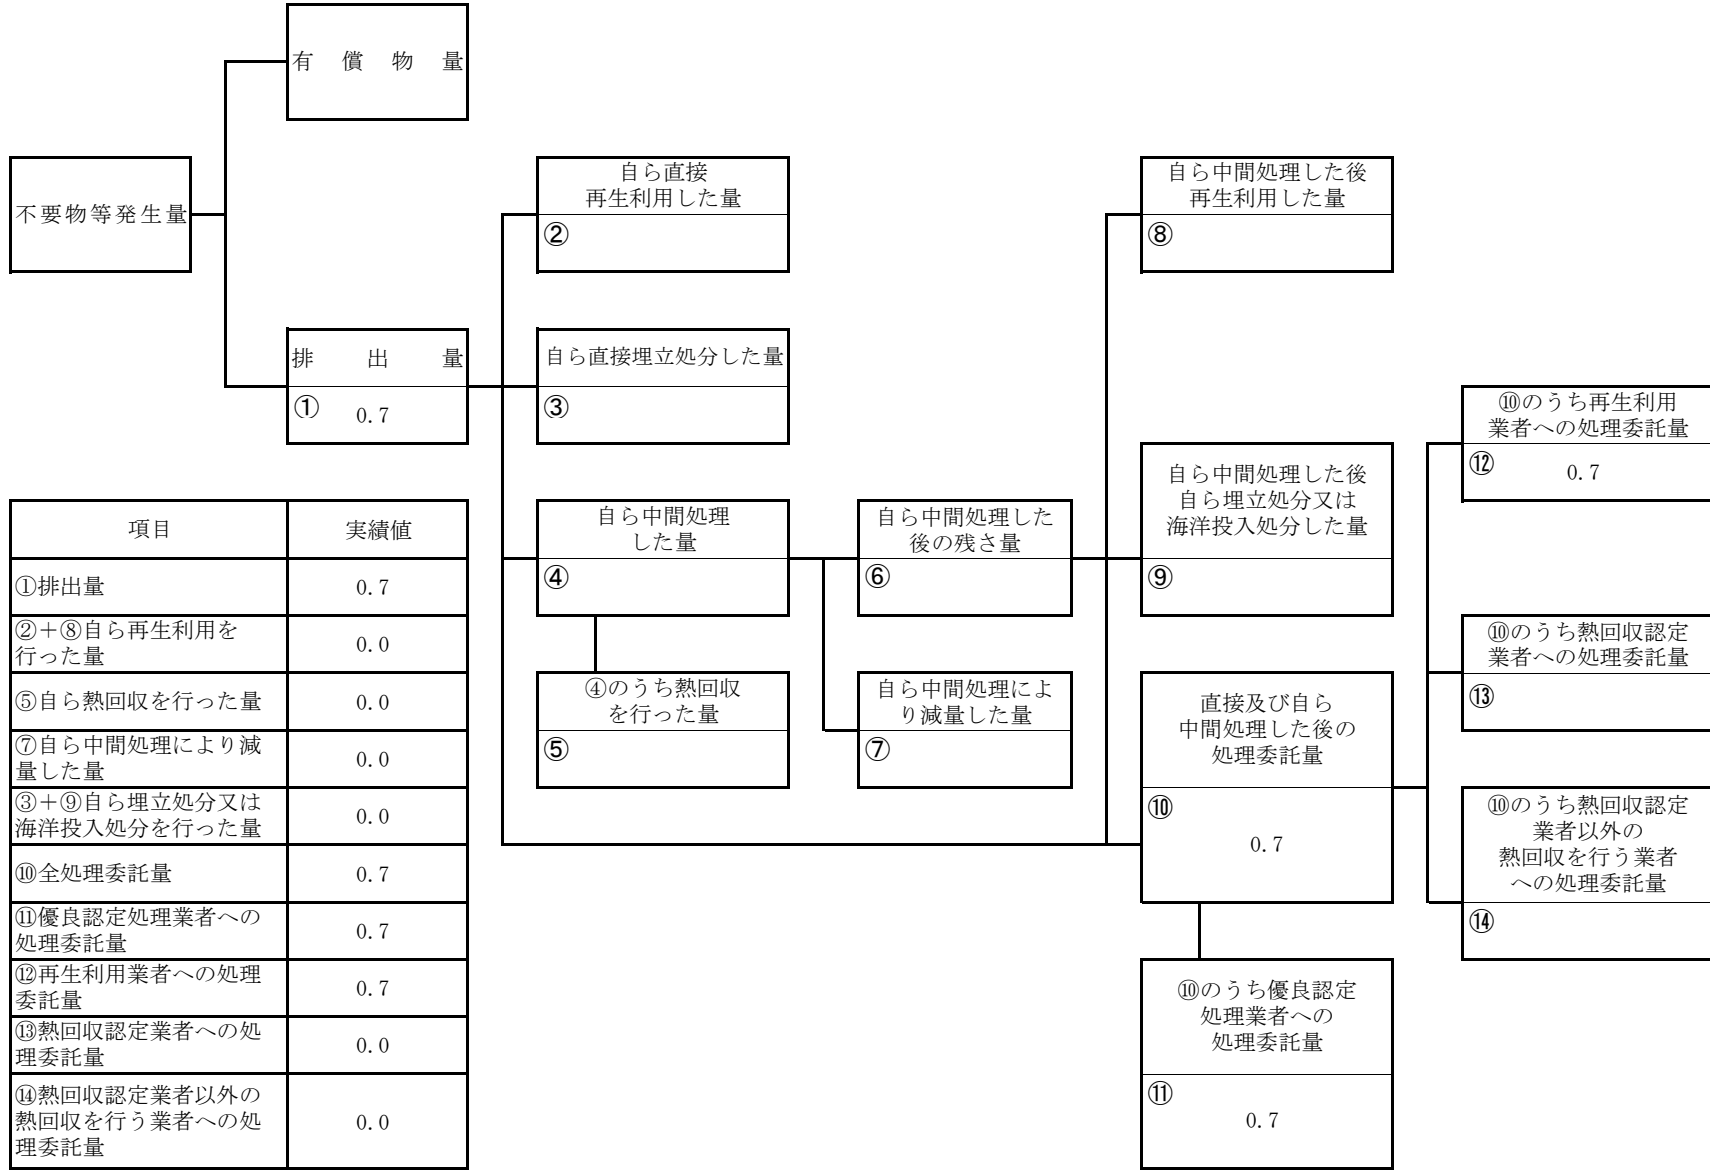 有償物量
不要物等発生量
自ら直接
再生利用した量
②
自ら中間処理した後
再生利用した量
⑧
排出量
① 0.7
自ら直接埋立処分した量
③
⑩のうち再生利用
業者への処理委託量
⑫ 0.7
自ら中間処理
した量
④
自ら中間処理した
後の残さ量
⑥
自ら中間処理した後
自ら埋立処分又は
海洋投入処分した量
⑨
⑩のうち熱回収認定
業者への処理委託量
⑬
④のうち熱回収
を行った量
⑤
自ら中間処理によ
り減量した量
⑦
直接及び自ら
中間処理した後の
処理委託量
⑩
0.7
⑩のうち熱回収認定
業者以外の
熱回収を行う業者
への処理委託量
⑭
⑩のうち優良認定
処理業者への
処理委託量
⑪
0.7
項目 実績値
①排出量 0.7
②＋⑧自ら再生利用を
行った量 0.0
⑤自ら熱回収を行った量 0.0
⑦自ら中間処理により減
量した量 0.0
③＋⑨自ら埋立処分又は
海洋投入処分を行った量 0.0
⑩全処理委託量 0.7
⑪優良認定処理業者への
処理委託量 0.7
⑫再生利用業者への処理
委託量 0.7
⑬熱回収認定業者への処
理委託量 0.0
⑭熱回収認定業者以外の
熱回収を行う業者への処
理委託量 0.0